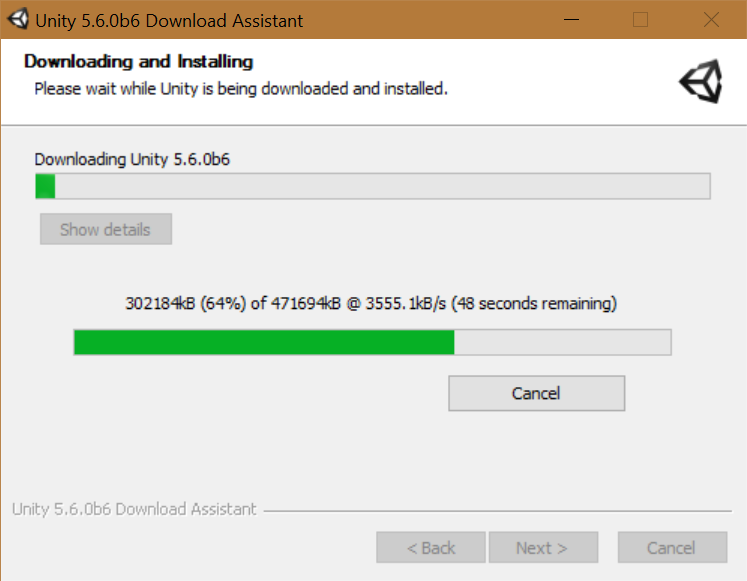 Unity 5.6.0b6 Download Assistant
Downloading and Installing
Please wait while Unity is being downloaded and installed.
Downloading Unity 5.6.0b6
Show details
302184kB (64%) of 471694kB @ 3555.1kB/s (48 seconds remaining)
Cancel
Unity 5.6.0b6 Download Assistant
< Back Next > Cancel